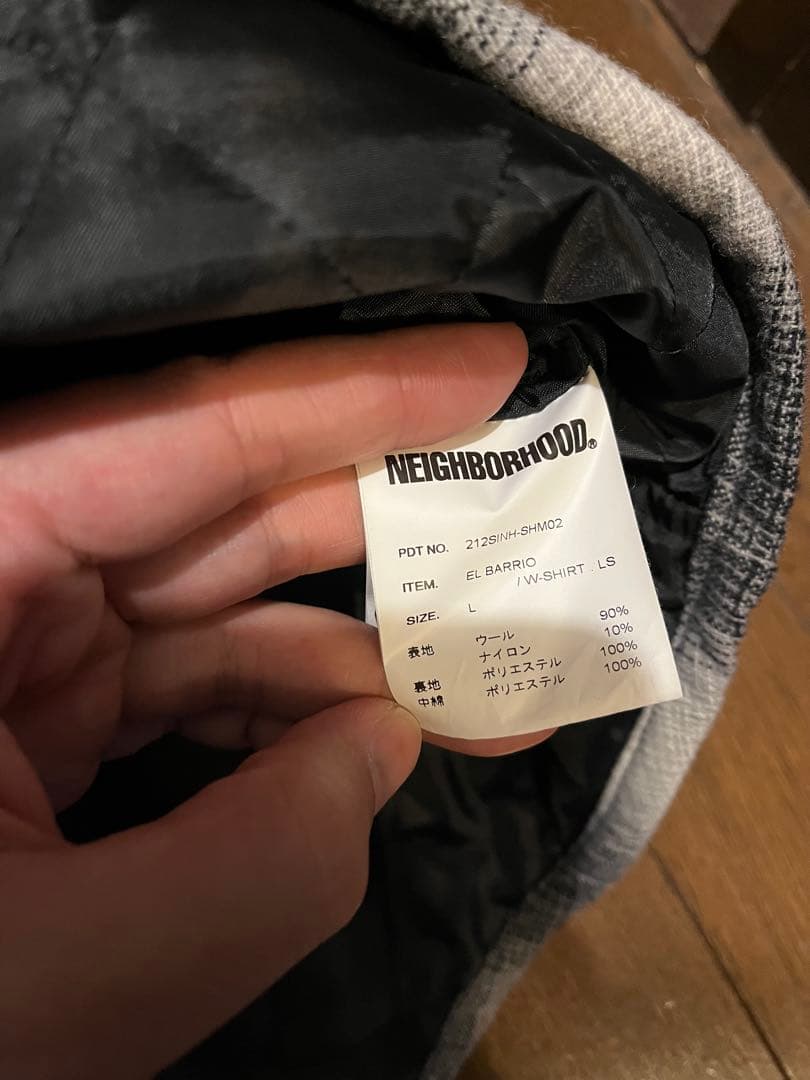 NEIGHBORHOOD®
PDT NO. 212SINH-SHM02
ITEM. EL BARRIO
/ W-SHIRT . LS
SIZE. L
表地 ウール 90%
ナイロン 10%
裏地 ポリエステル 100%
中綿 ポリエステル 100%